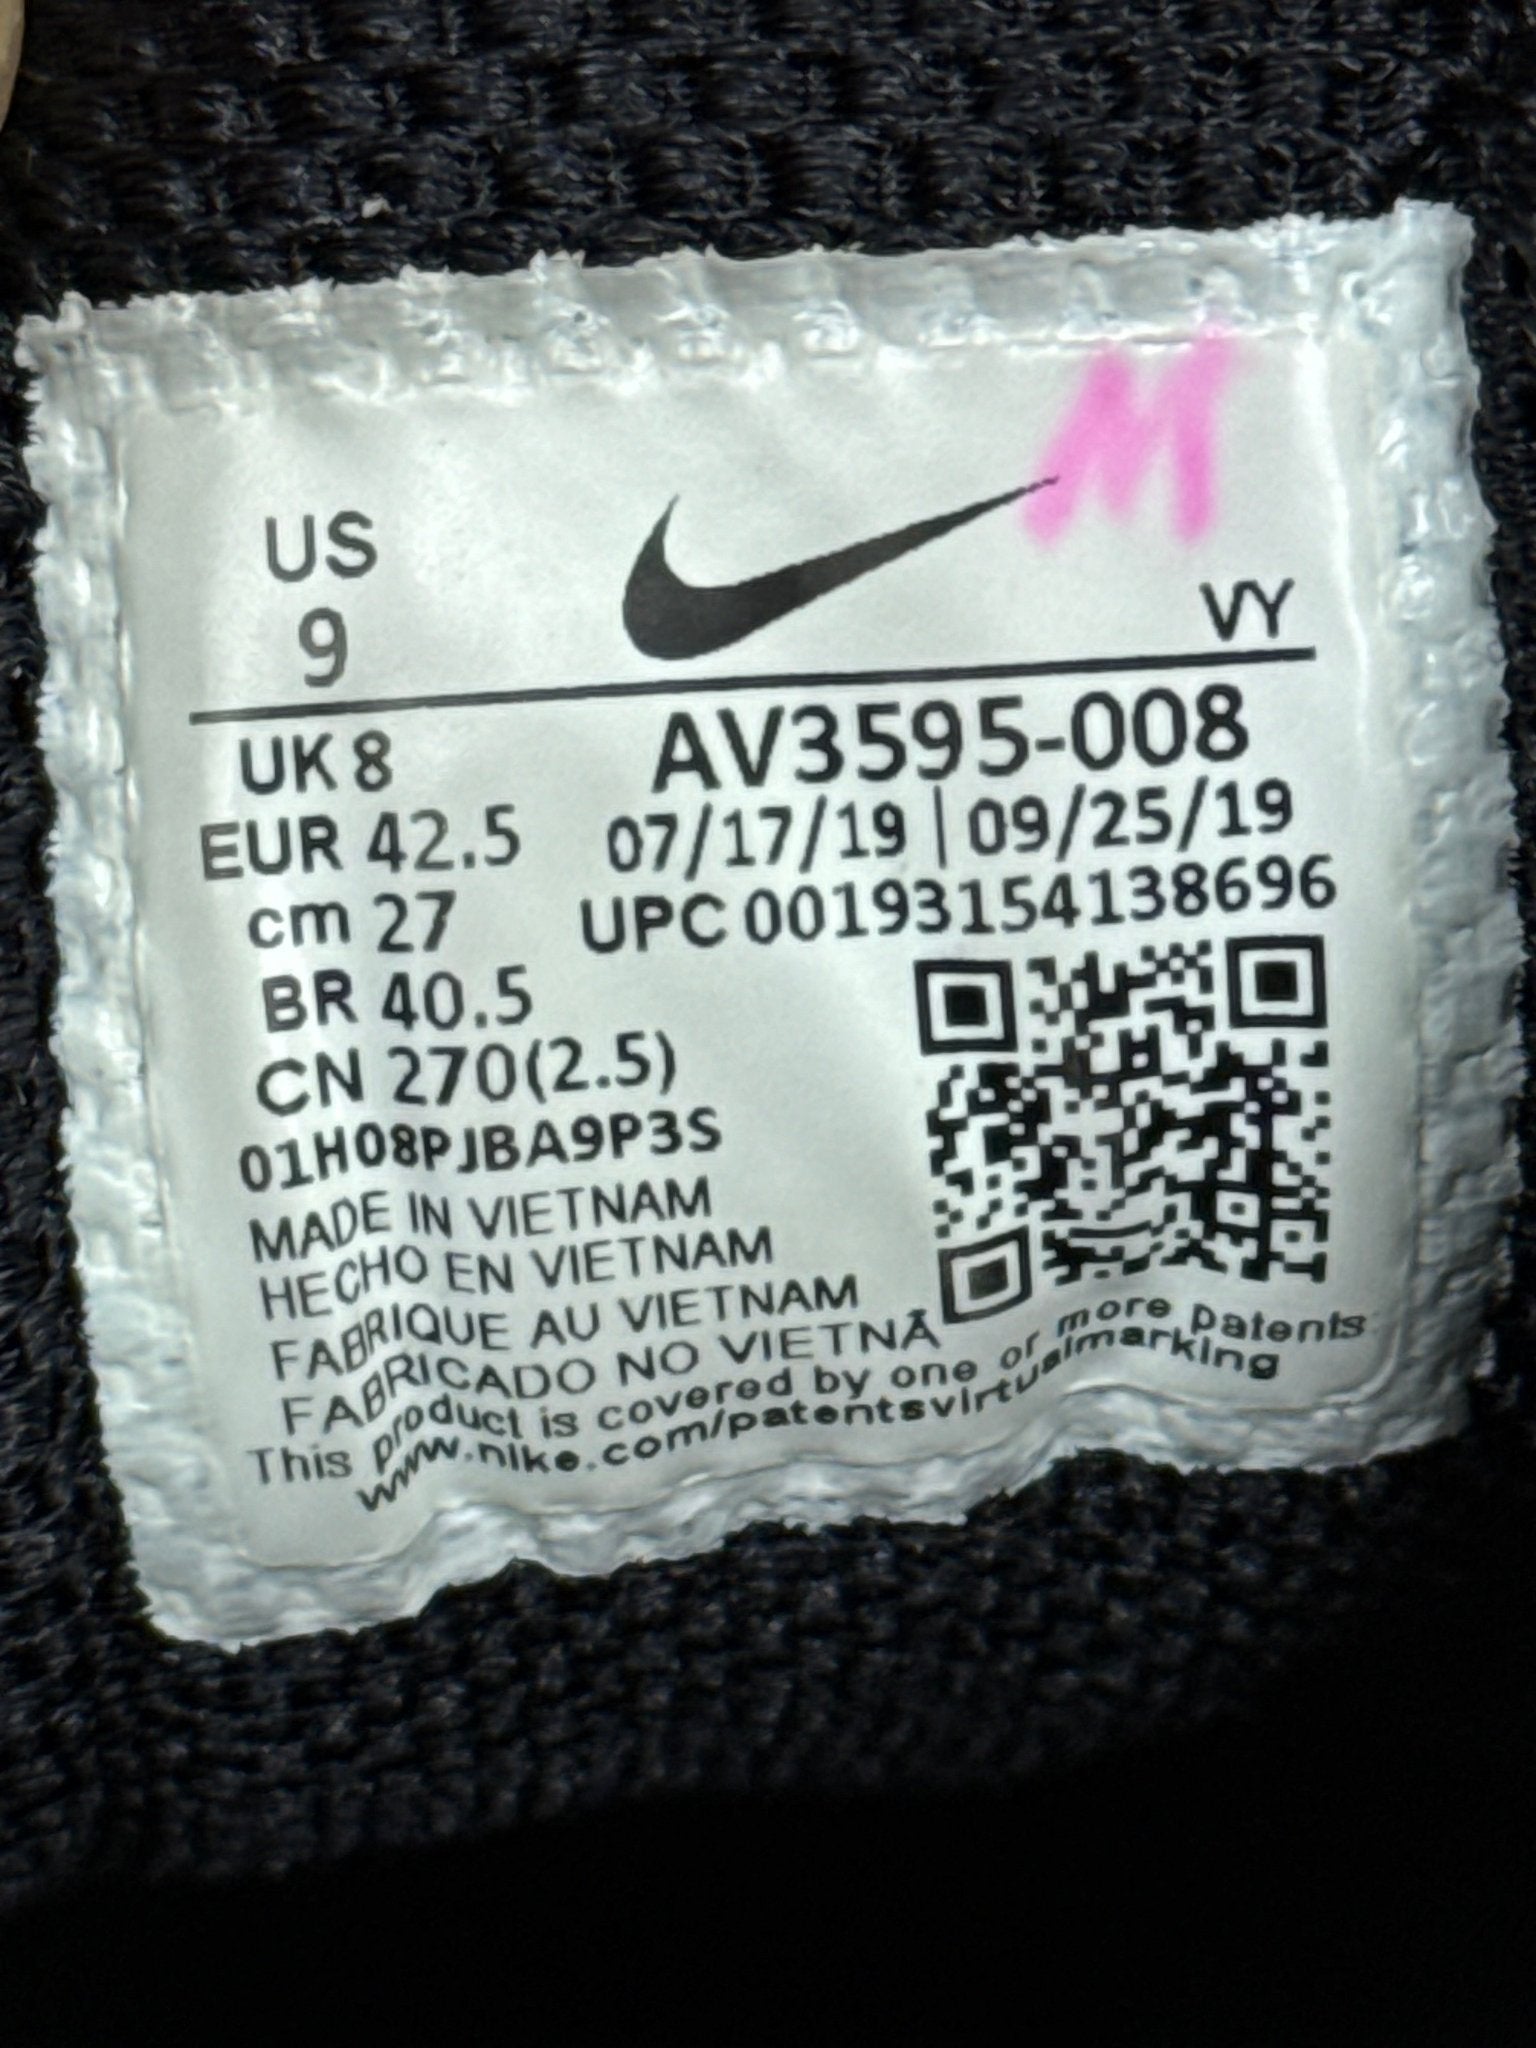 M
US
9
VY
UK 8
AV3595-008
EUR 42.5
07/17/19 | 09/25/19
cm 27
UPC 00193154138696
BR 40.5
CN 270(2.5)
01H08PJBA9P3S
MADE IN VIETNAM
HECHO EN VIETNAM
FABRIQUE AU VIETNAM
FABRICADO NO VIETNÃ
This product is covered by one or more patents
www.nike.com/patentsvirtualmarking